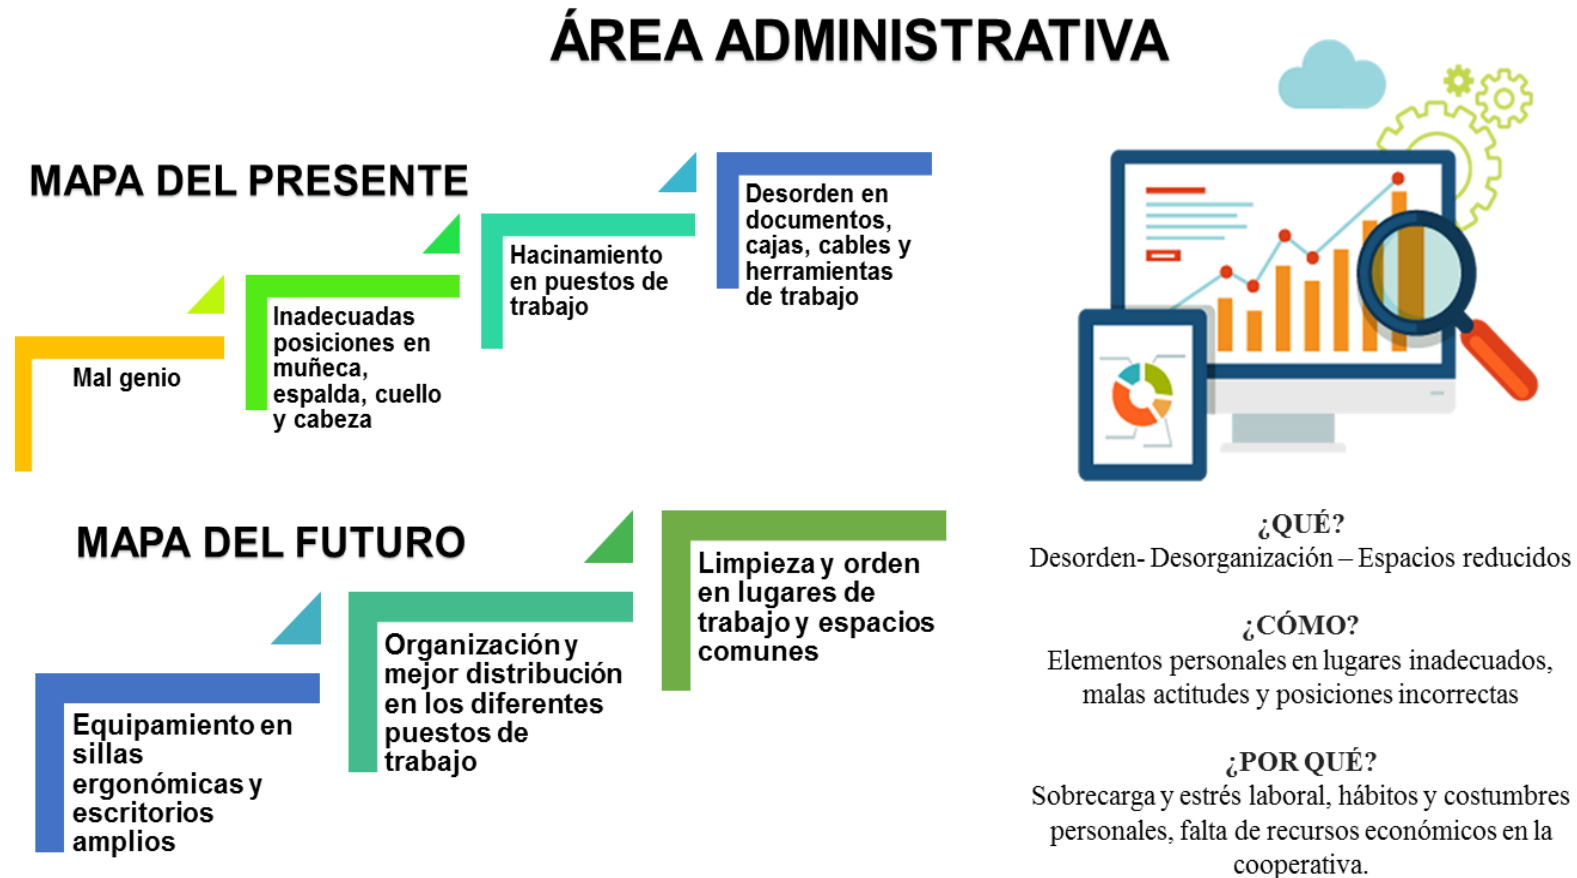 ÁREA ADMINISTRATIVA
MAPA DEL PRESENTE
Mal genio
Inadecuadas
posiciones en
muñeca,
espalda, cuello
y cabeza
Hacinamiento
en puestos de
trabajo
Desorden en
documentos,
cajas, cables y
herramientas
de trabajo
MAPA DEL FUTURO
Equipamiento en
sillas
ergonómicas y
escritorios
amplios
Organización y
mejor distribución
en los diferentes
puestos de
trabajo
Limpieza y orden
en lugares de
trabajo y espacios
comunes
¿QUÉ?
Desorden- Desorganización – Espacios reducidos
¿CÓMO?
Elementos personales en lugares inadecuados,
malas actitudes y posiciones incorrectas
¿POR QUÉ?
Sobrecarga y estrés laboral, hábitos y costumbres
personales, falta de recursos económicos en la
cooperativa.